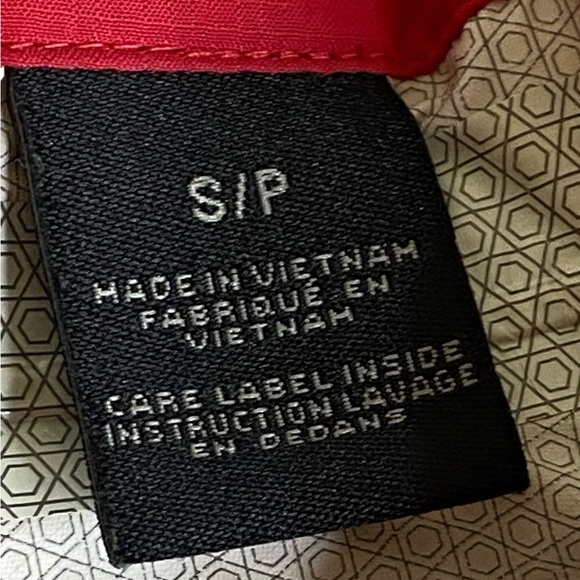 S/P
MADE IN VIETNAM
FABRIQUÉ EN
VIETNAM
CARE LABEL INSIDE
INSTRUCTION LAVAGE
EN DEDANS